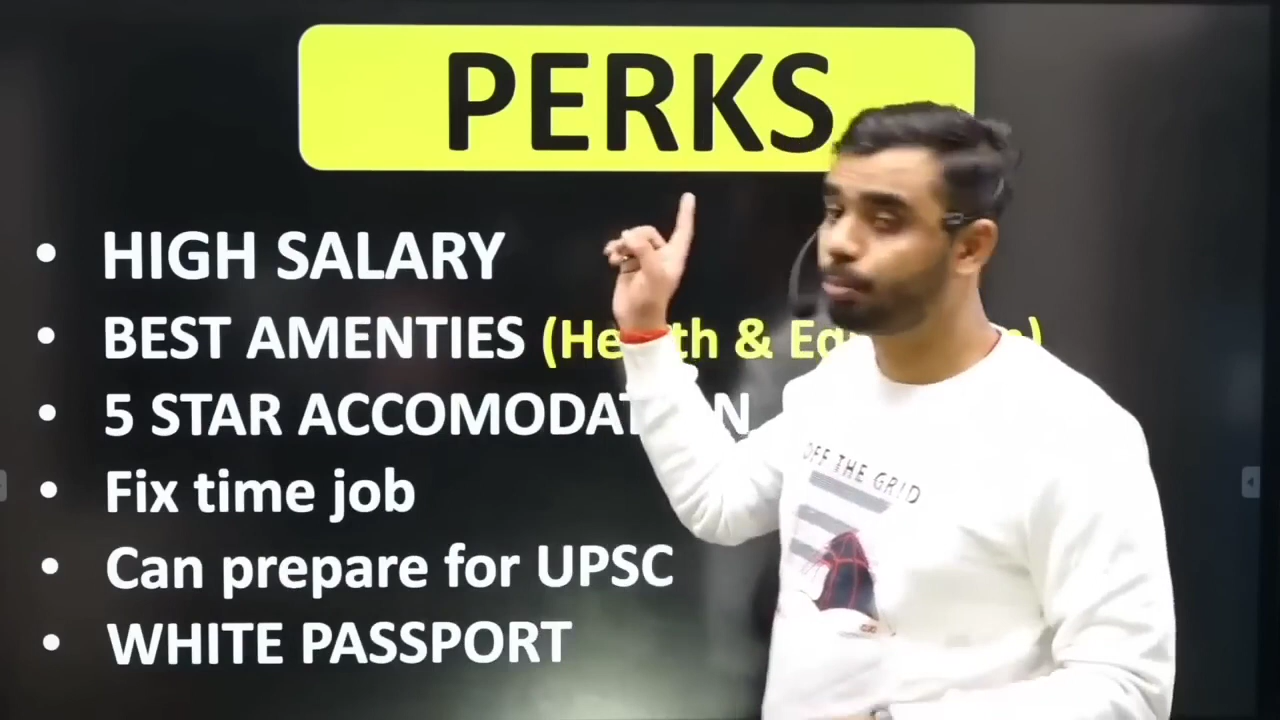 PERKS
• HIGH SALARY
• BEST AMENTIES (Health &
• 5 STAR
• Fix time job
• Can prepare for UPSC
• WHITE PASSPORT
OFF THE GRID